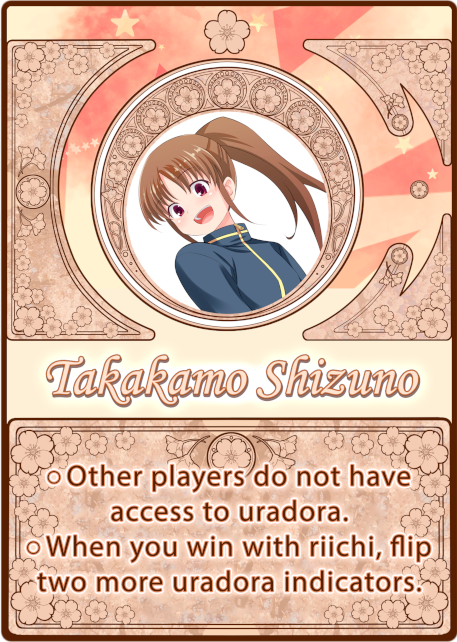 Takakamo Shizuno
○Other players do not have
access to uradora.
○When you win with riichi, flip
two more uradora indicators.